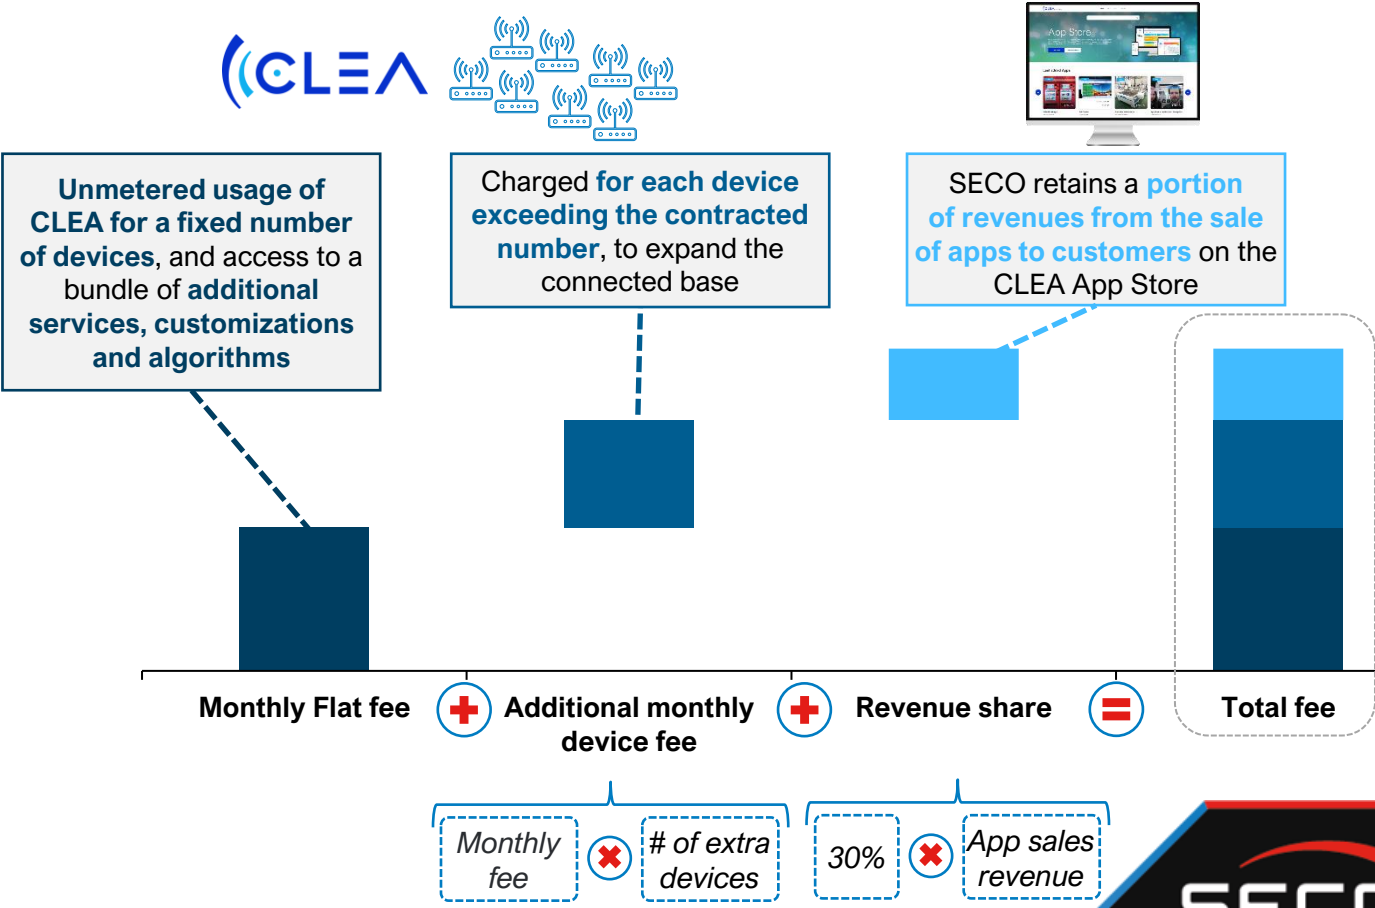 CLEA
App Store
Unmetered usage of
CLEA for a fixed number
of devices, and access to a
bundle of additional
services, customizations
and algorithms
Charged for each device
exceeding the contracted
number, to expand the
connected base
SECO retains a portion
of revenues from the sale
of apps to customers on the
CLEA App Store
Monthly Flat fee
Additional monthly
device fee
Revenue share
Total fee
Monthly
fee
# of extra
devices
30%
App sales
revenue
SECO